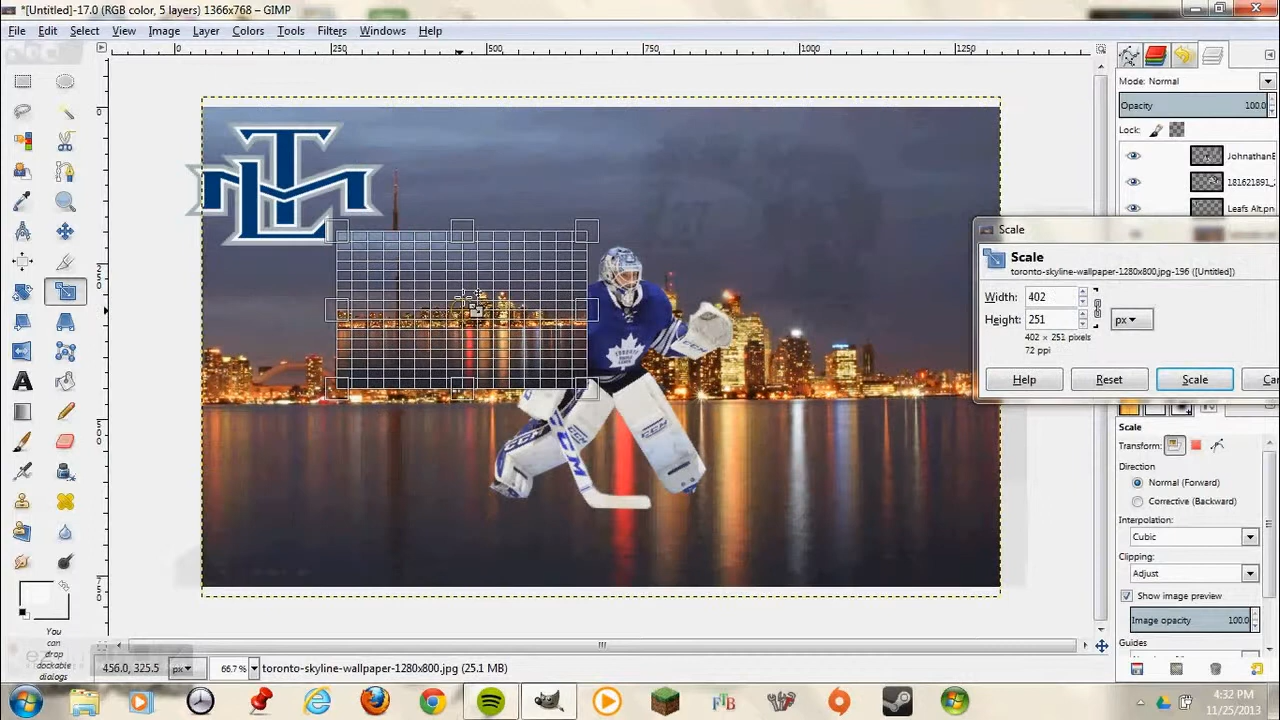 *[Untitled]-17.0 (RGB color, 5 layers) 1366x768 – GIMP
File Edit Select View Image Layer Colors Tools Filters Windows Help
0 250 500 750 1000 1250
Mode: Normal
Opacity 100.0
Lock:
JohnathanB
181621891_
Leafs Alt.png
Scale
Scale
toronto-skyline-wallpaper-1280x800.jpg-196 ([Untitled])
Width: 402
Height: 251 px
402 × 251 pixels
72 ppi
Help Reset Scale Can
Scale
Transform:
Direction
Normal (Forward)
Corrective (Backward)
Interpolation:
Cubic
Clipping:
Adjust
Show image preview
Image opacity 100.0
Guides
TORONTO
CCM
You
can
drop
dockable
dialogs
456.0, 325.5 px 66.7% toronto-skyline-wallpaper-1280x800.jpg (25.1 MB)
FTB
4:32 PM
11/25/2013